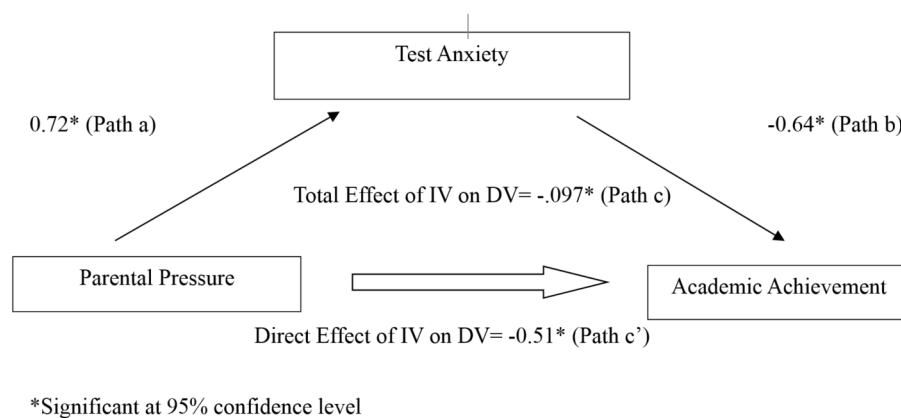 Test Anxiety
0.72* (Path a)
-0.64* (Path b)
Total Effect of IV on DV= -.097* (Path c)
Parental Pressure
Academic Achievement
Direct Effect of IV on DV= -0.51* (Path c’)
*Significant at 95% confidence level